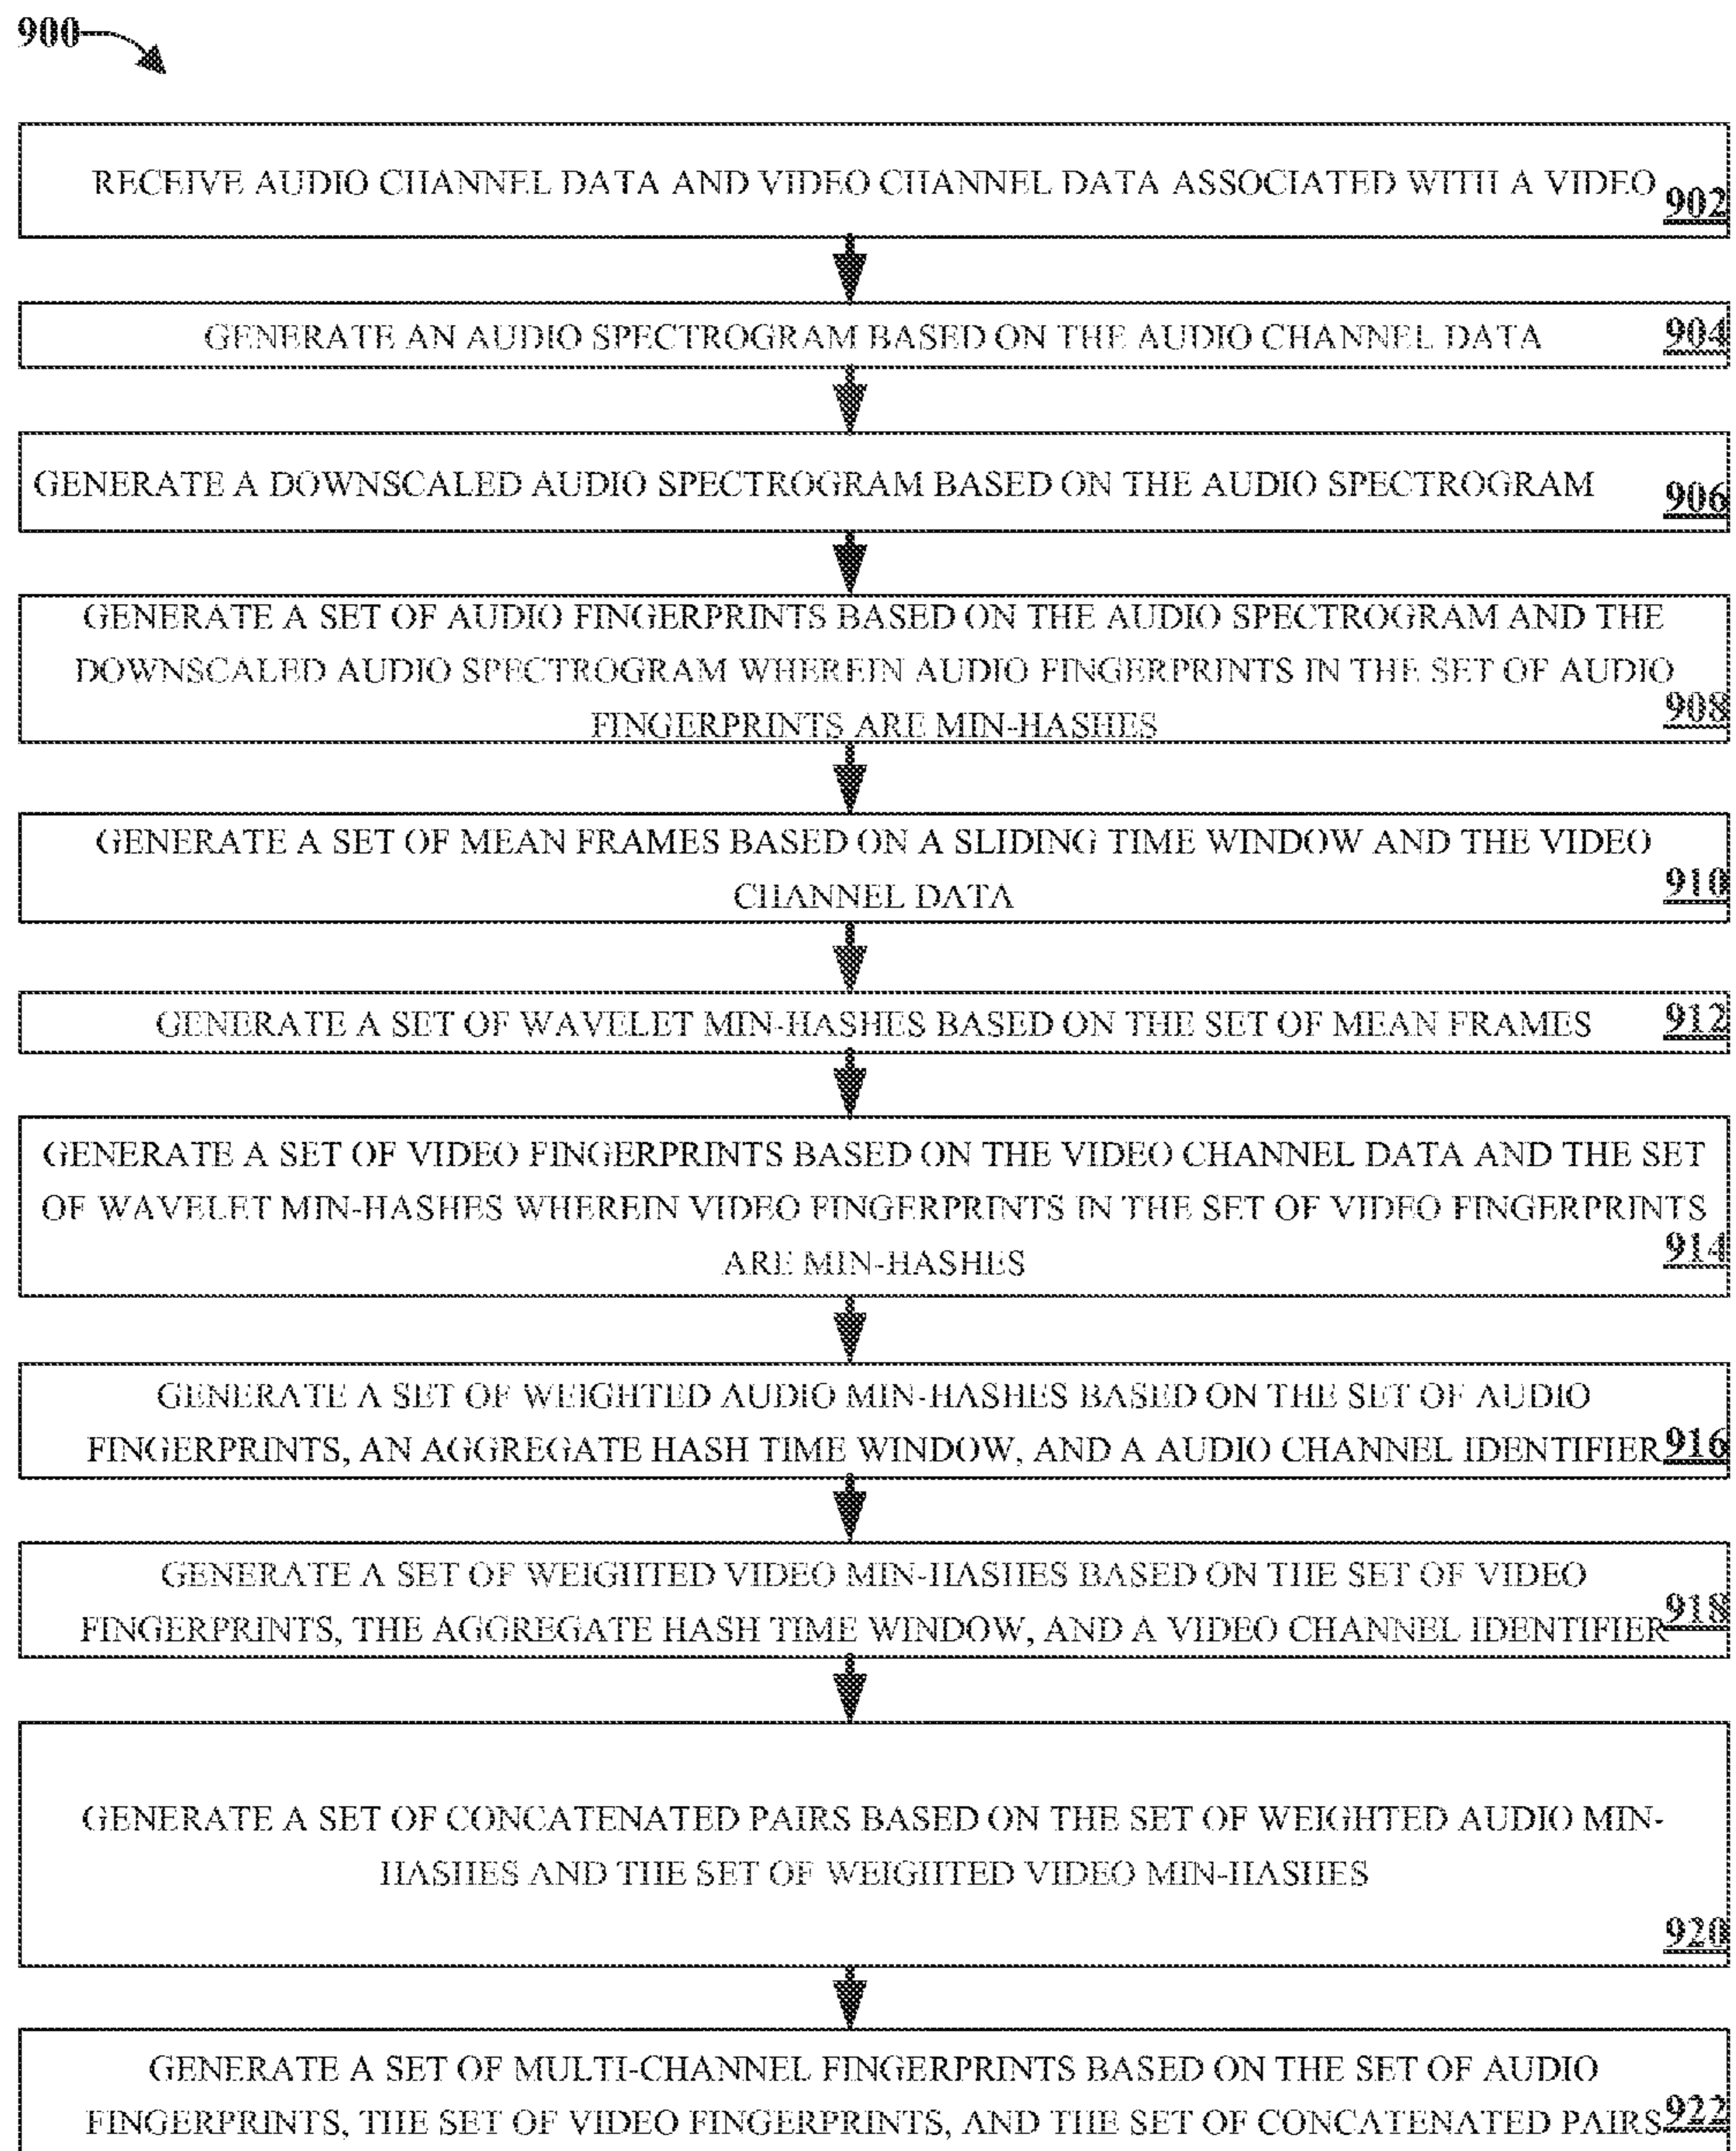 900
RECEIVE AUDIO CHANNEL DATA AND VIDEO CHANNEL DATA ASSOCIATED WITH A VIDEO
902
GENERATE AN AUDIO SPECTROGRAM BASED ON THE AUDIO CHANNEL DATA
904
GENERATE A DOWNSCALED AUDIO SPECTROGRAM BASED ON THE AUDIO SPECTROGRAM
906
GENERATE A SET OF AUDIO FINGERPRINTS BASED ON THE AUDIO SPECTROGRAM AND THE
DOWNSCALED AUDIO SPECTROGRAM WHEREIN AUDIO FINGERPRINTS IN THE SET OF AUDIO
FINGERPRINTS ARE MIN-HASHES
908
GENERATE A SET OF MEAN FRAMES BASED ON A SLIDING TIME WINDOW AND THE VIDEO
CHANNEL DATA
910
GENERATE A SET OF WAVELET MIN-HASHES BASED ON THE SET OF MEAN FRAMES
912
GENERATE A SET OF VIDEO FINGERPRINTS BASED ON THE VIDEO CHANNEL DATA AND THE SET
OF WAVELET MIN-HASHES WHEREIN VIDEO FINGERPRINTS IN THE SET OF VIDEO FINGERPRINTS
ARE MIN-HASHES
914
GENERATE A SET OF WEIGHTED AUDIO MIN-HASHES BASED ON THE SET OF AUDIO
FINGERPRINTS, AN AGGREGATE HASH TIME WINDOW, AND A AUDIO CHANNEL IDENTIFIER
916
GENERATE A SET OF WEIGHTED VIDEO MIN-HASHES BASED ON THE SET OF VIDEO
FINGERPRINTS, THE AGGREGATE HASH TIME WINDOW, AND A VIDEO CHANNEL IDENTIFIER
918
GENERATE A SET OF CONCATENATED PAIRS BASED ON THE SET OF WEIGHTED AUDIO MIN-
HASHES AND THE SET OF WEIGHTED VIDEO MIN-HASHES
920
GENERATE A SET OF MULTI-CHANNEL FINGERPRINTS BASED ON THE SET OF AUDIO
FINGERPRINTS, THE SET OF VIDEO FINGERPRINTS, AND THE SET OF CONCATENATED PAIRS
922